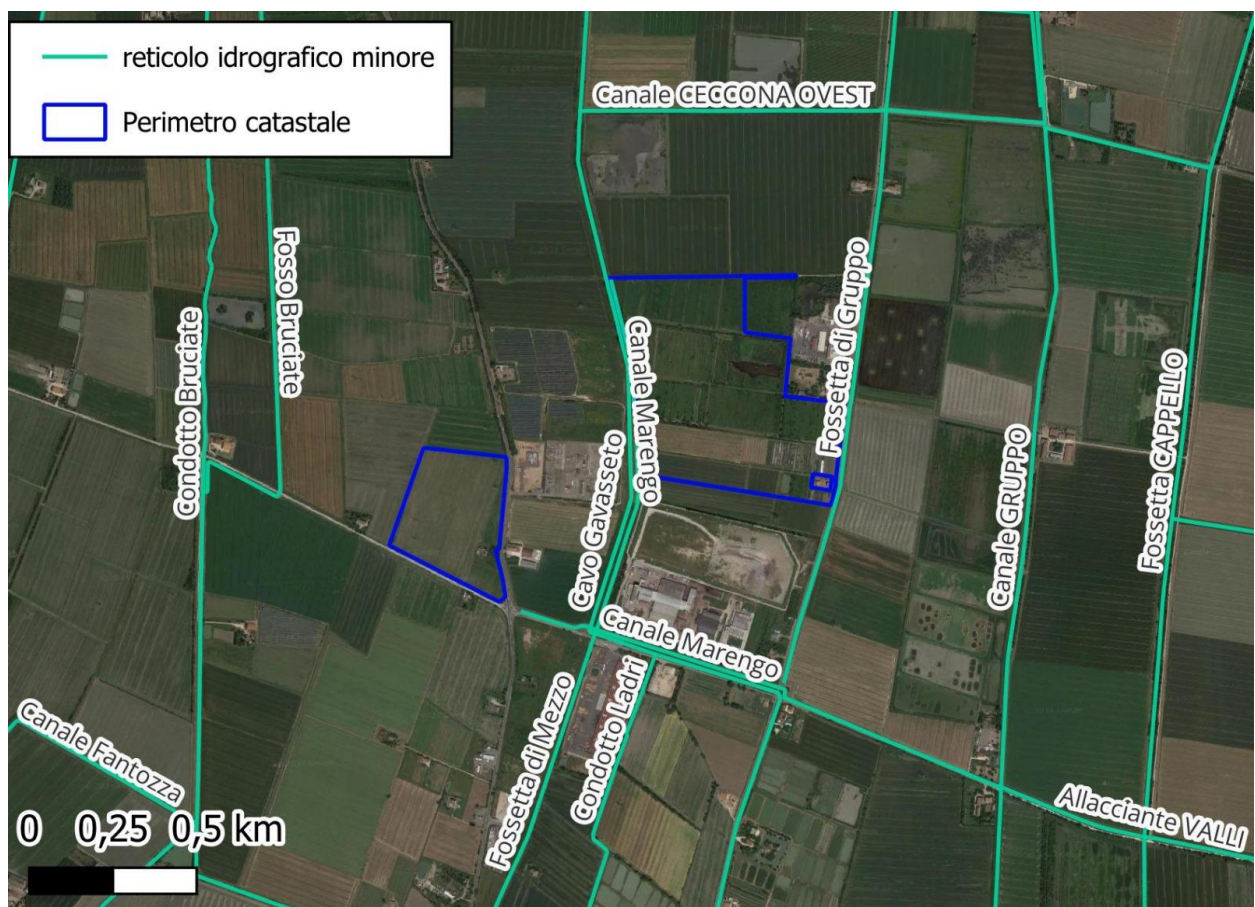 reticolo idrografico minore
Perimetro catastale
Canale CECCONA OVEST
Fosso Bruciate
Condotto Bruciate
Canale Marengo
Fossetta di Gruppo
Cavo Gavasseto
Canale GRUPPO
Fossetta CAPPELLO
Canale Marengo
Canale Fantozza
Fossetta di Mezzo
Condotto Ladri
Allacciante VALLI
0 0,25 0,5 km